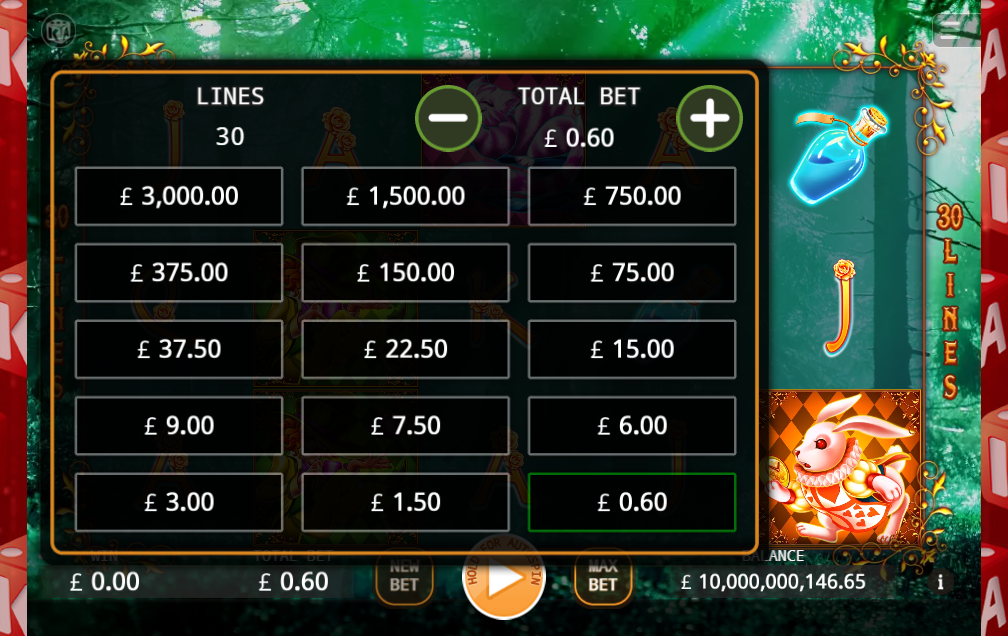 LINES
30
TOTAL BET
£ 0.60
£ 3,000.00
£ 1,500.00
£ 750.00
£ 375.00
£ 150.00
£ 75.00
£ 37.50
£ 22.50
£ 15.00
£ 9.00
£ 7.50
£ 6.00
£ 3.00
£ 1.50
£ 0.60
30
LINES
J
WIN
£ 0.00
TOTAL BET
£ 0.60
NEW
BET
HOLD FOR AUTO SPIN
MAX
BET
BALANCE
£ 10,000,000,146.65
i